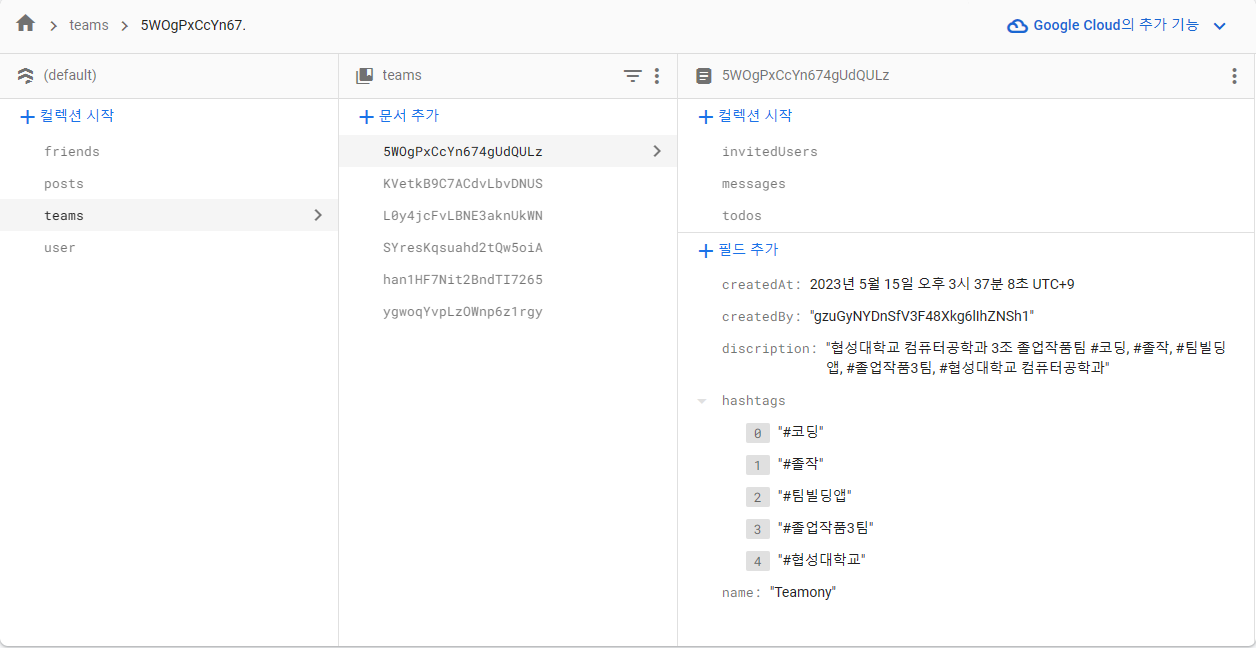 teams
5WOgPxCcYn67.
Google Cloud의 추가 기능
(default)
teams
5WOgPxCcYn674gUdQULz
컬렉션 시작
friends
posts
teams
user
문서 추가
5WOgPxCcYn674gUdQULz
KVetkB9C7ACdvLbvDNUS
L0y4jcFvLBNE3aknUkWN
SYresKqsuahd2tQw5oiA
han1HF7Nit2BndTI7265
ygwoqYvpLzOWnp6z1rgy
컬렉션 시작
invitedUsers
messages
todos
필드 추가
createdAt: 2023년 5월 15일 오후 3시 37분 8초 UTC+9
createdBy: "gzuGyNYDnSfV3F48Xkg6lIhZNSh1"
discription: "협성대학교 컴퓨터공학과 3조 졸업작품팀 #코딩, #졸작, #팀빌딩
앱, #졸업작품3팀, #협성대학교 컴퓨터공학과"
hashtags
0 "#코딩"
1 "#졸작"
2 "#팀빌딩앱"
3 "#졸업작품3팀"
4 "#협성대학교"
name: "Teamony"